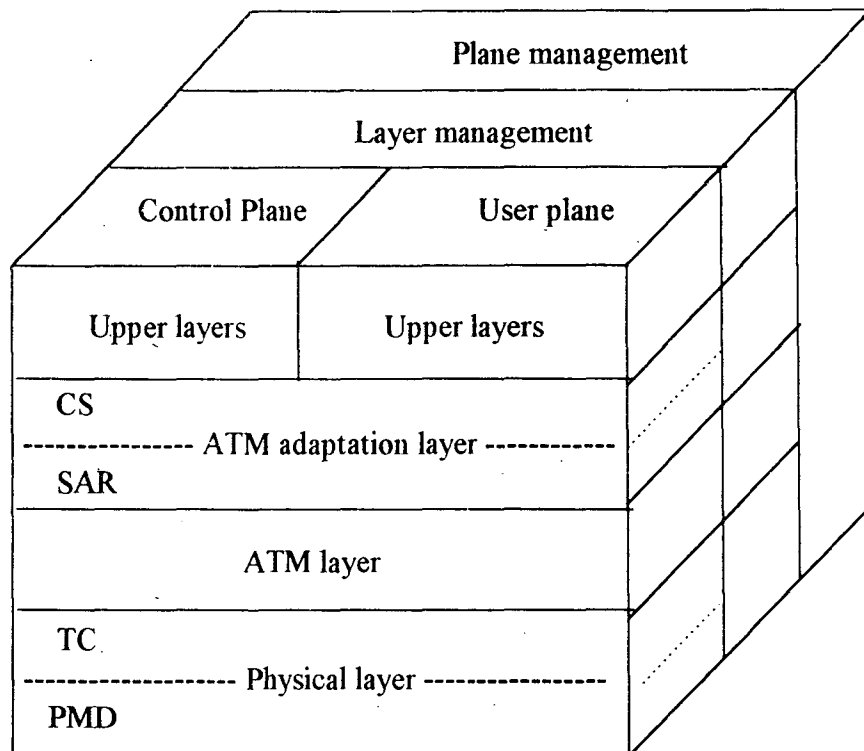 Plane management
Layer management
Control Plane
User plane
Upper layers
Upper layers
CS
ATM adaptation layer
SAR
ATM layer
TC
Physical layer
PMD